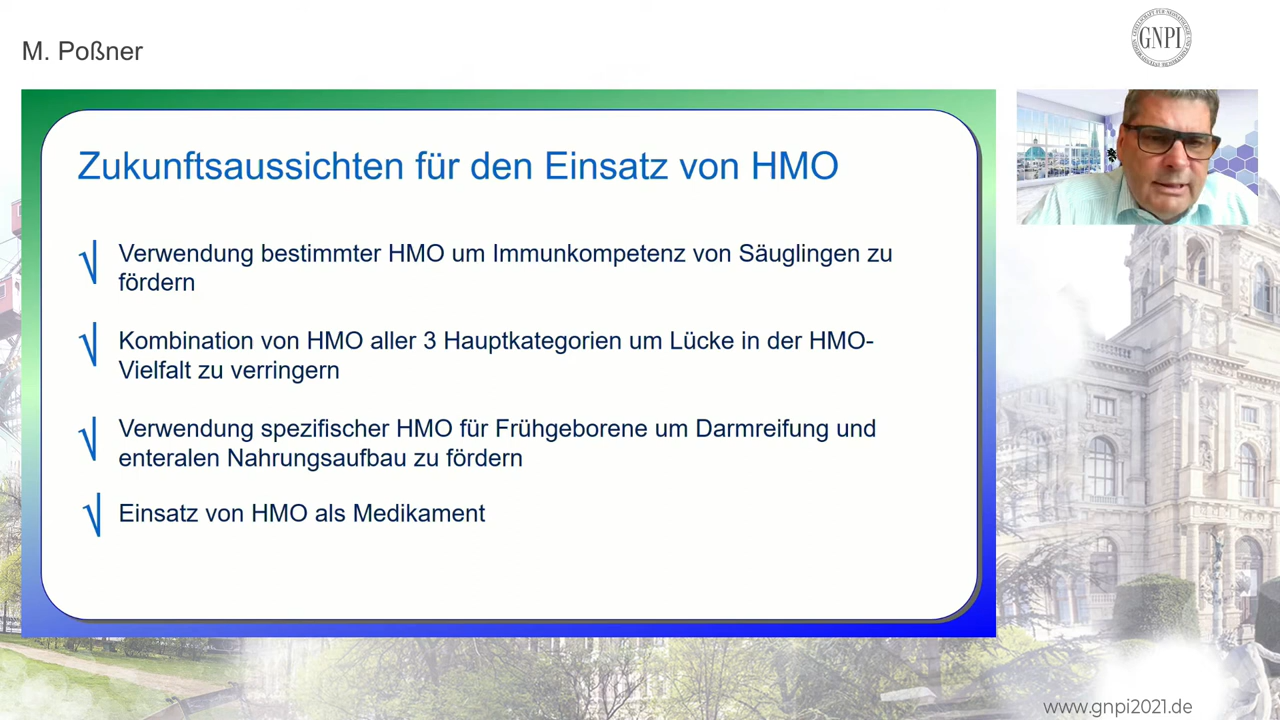 M. Poßner
GNPI
Zukunftsaussichten für den Einsatz von HMO
√ Verwendung bestimmter HMO um Immunkompetenz von Säuglingen zu
fördern
√ Kombination von HMO aller 3 Hauptkategorien um Lücke in der HMO-
Vielfalt zu verringern
√ Verwendung spezifischer HMO für Frühgeborene um Darmreifung und
enteralen Nahrungsaufbau zu fördern
√ Einsatz von HMO als Medikament
www.gnpi2021.de